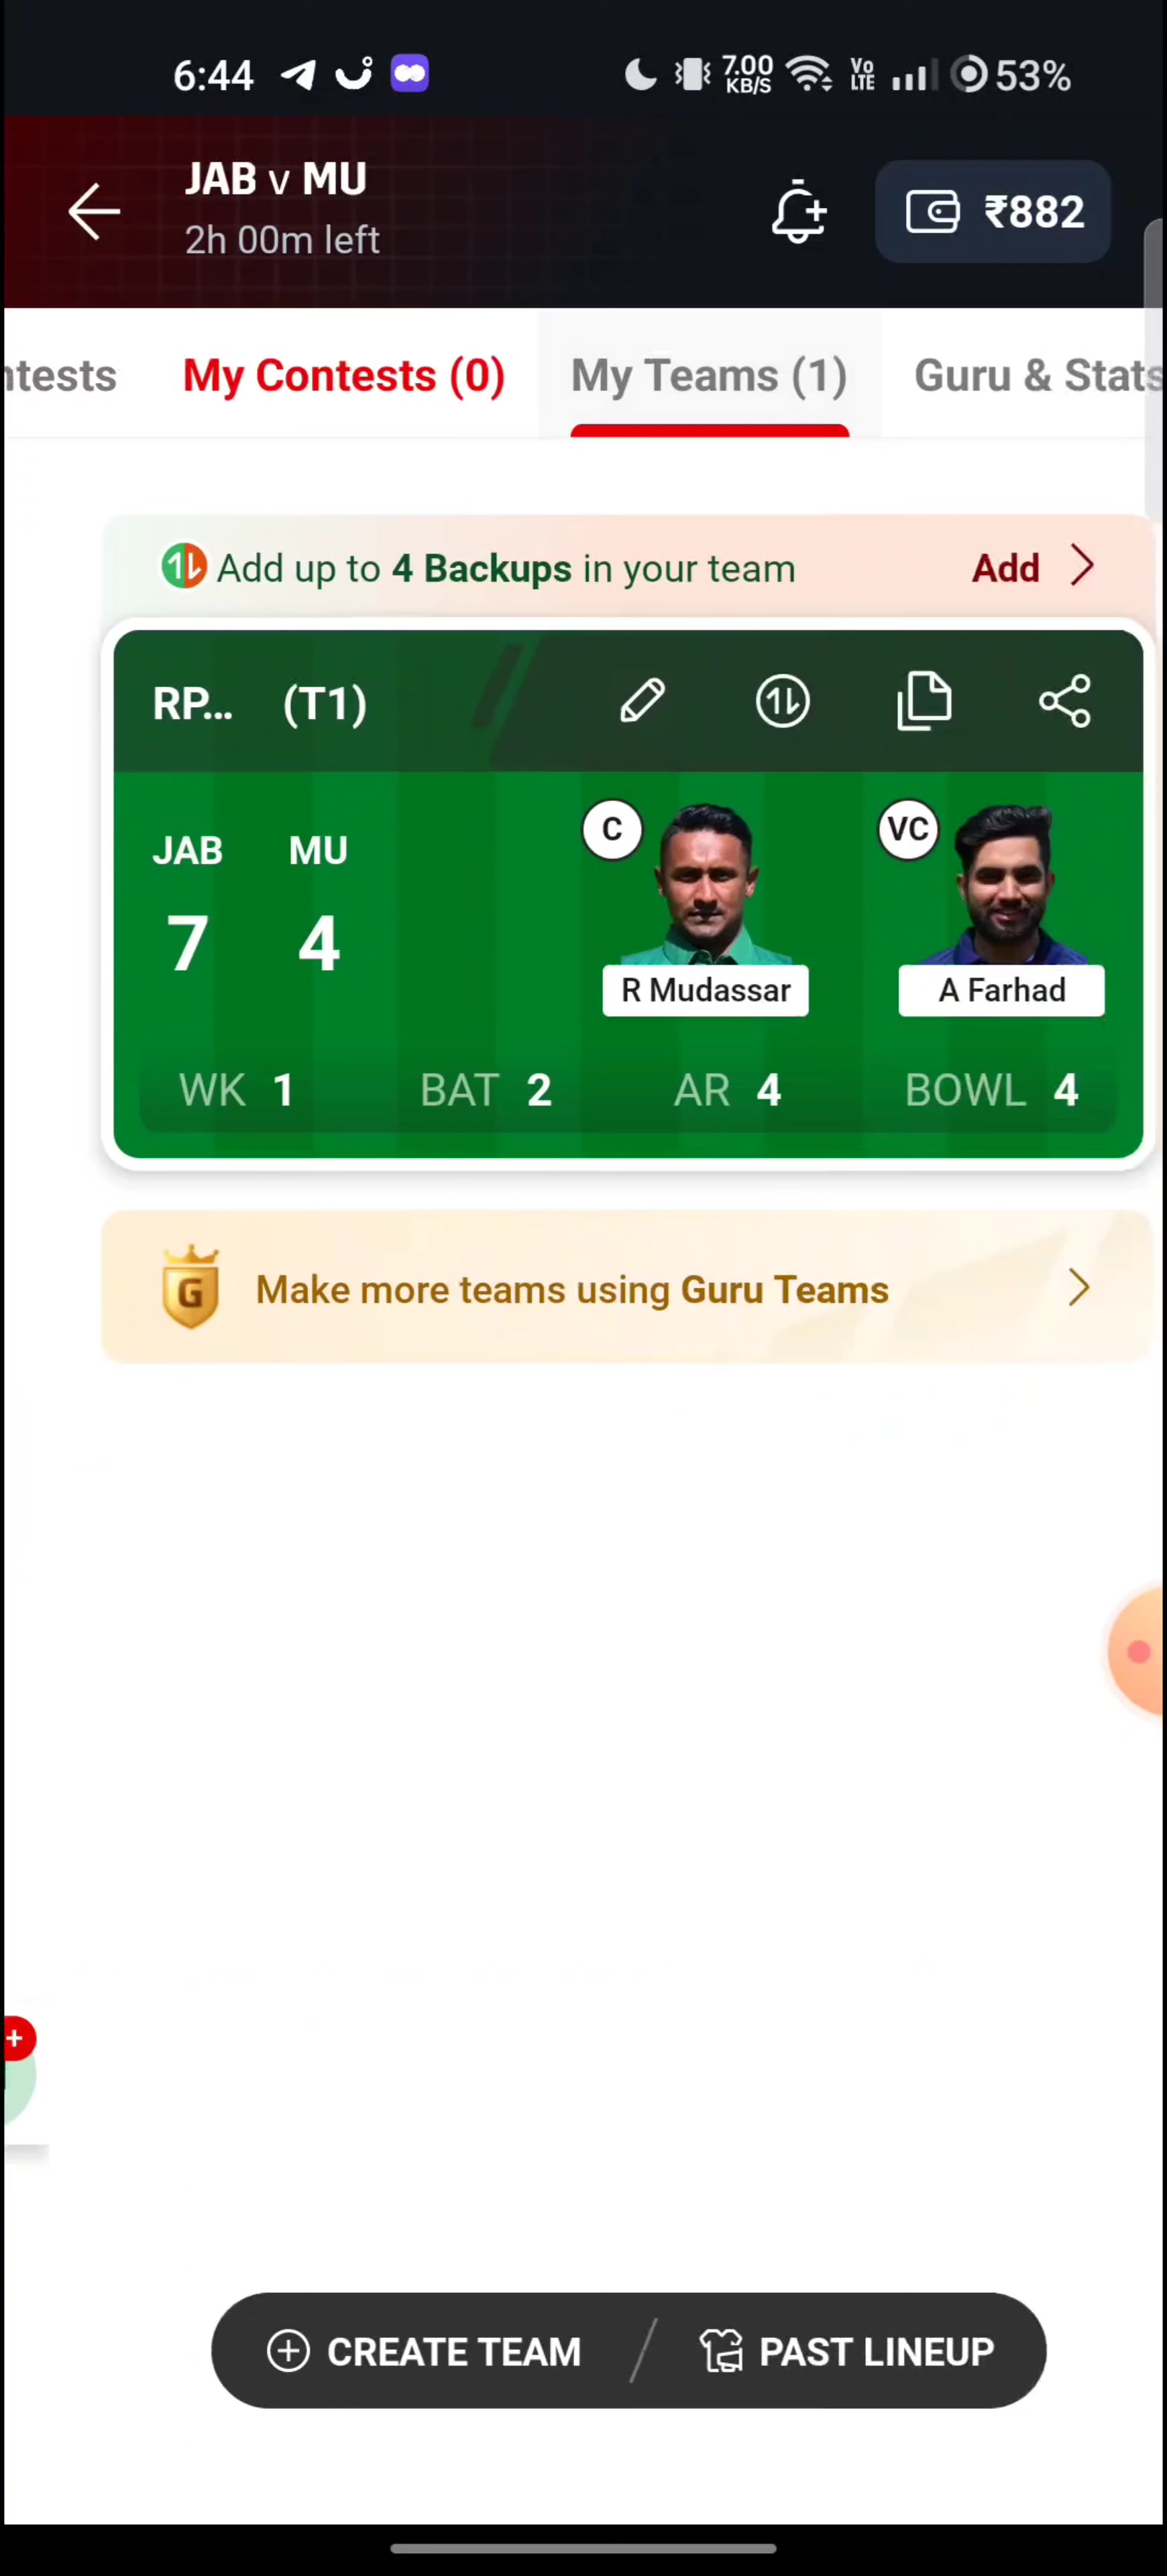 6:44
7.00 KB/S
Vo LTE
53%
JAB v MU
2h 00m left
₹882
ntests
My Contests (0)
My Teams (1)
Guru & Stats
Add up to 4 Backups in your team
Add
RP... (T1)
JAB MU
7 4
C
VC
R Mudassar
A Farhad
WK 1
BAT 2
AR 4
BOWL 4
G
Make more teams using Guru Teams
+
CREATE TEAM
PAST LINEUP